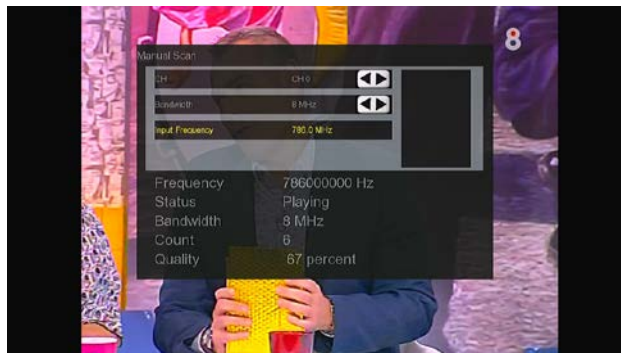 8
Manual Scan
CH CH 0
Bandwidth 8 MHz
Input Frequency 786.0 MHz
Frequency 786000000 Hz
Status Playing
Bandwidth 8 MHz
Count 6
Quality 67 percent